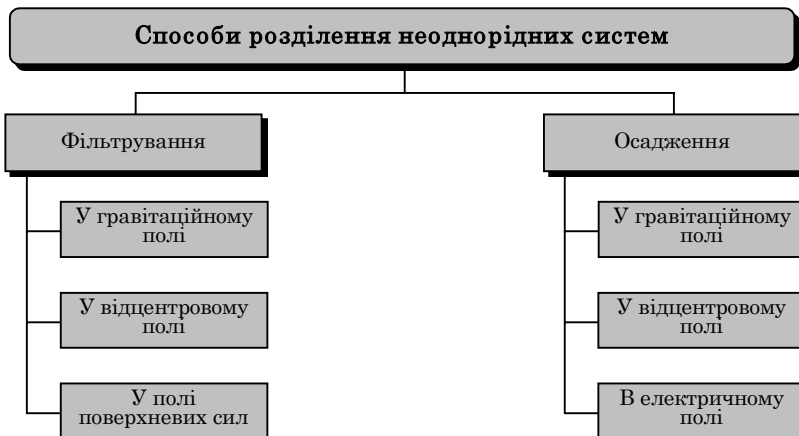 Способи розділення неоднорідних систем
Фільтрування
У гравітаційному
полі
У відцентровому
полі
У полі
поверхневих сил
Осадження
У гравітаційному
полі
У відцентровому
полі
В електричному
полі